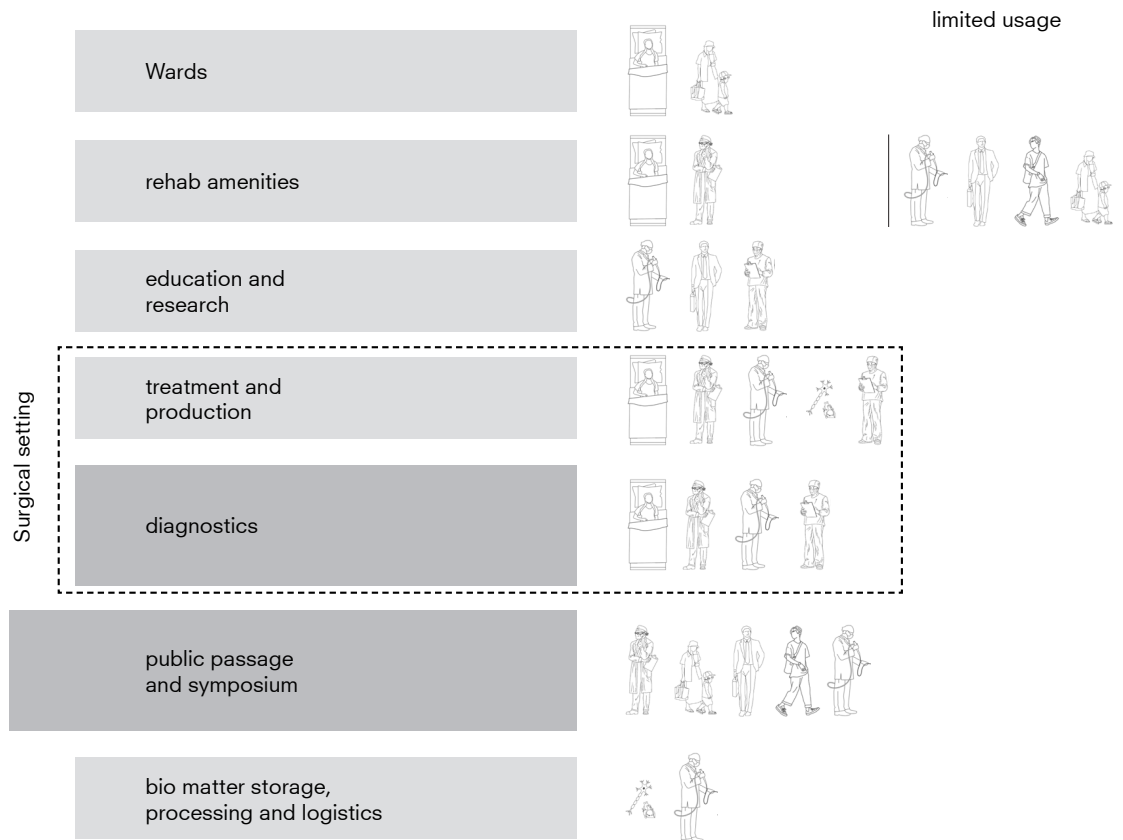 limited usage
Wards
rehab amenities
education and
research
Surgical setting
treatment and
production
diagnostics
public passage
and symposium
bio matter storage,
processing and logistics